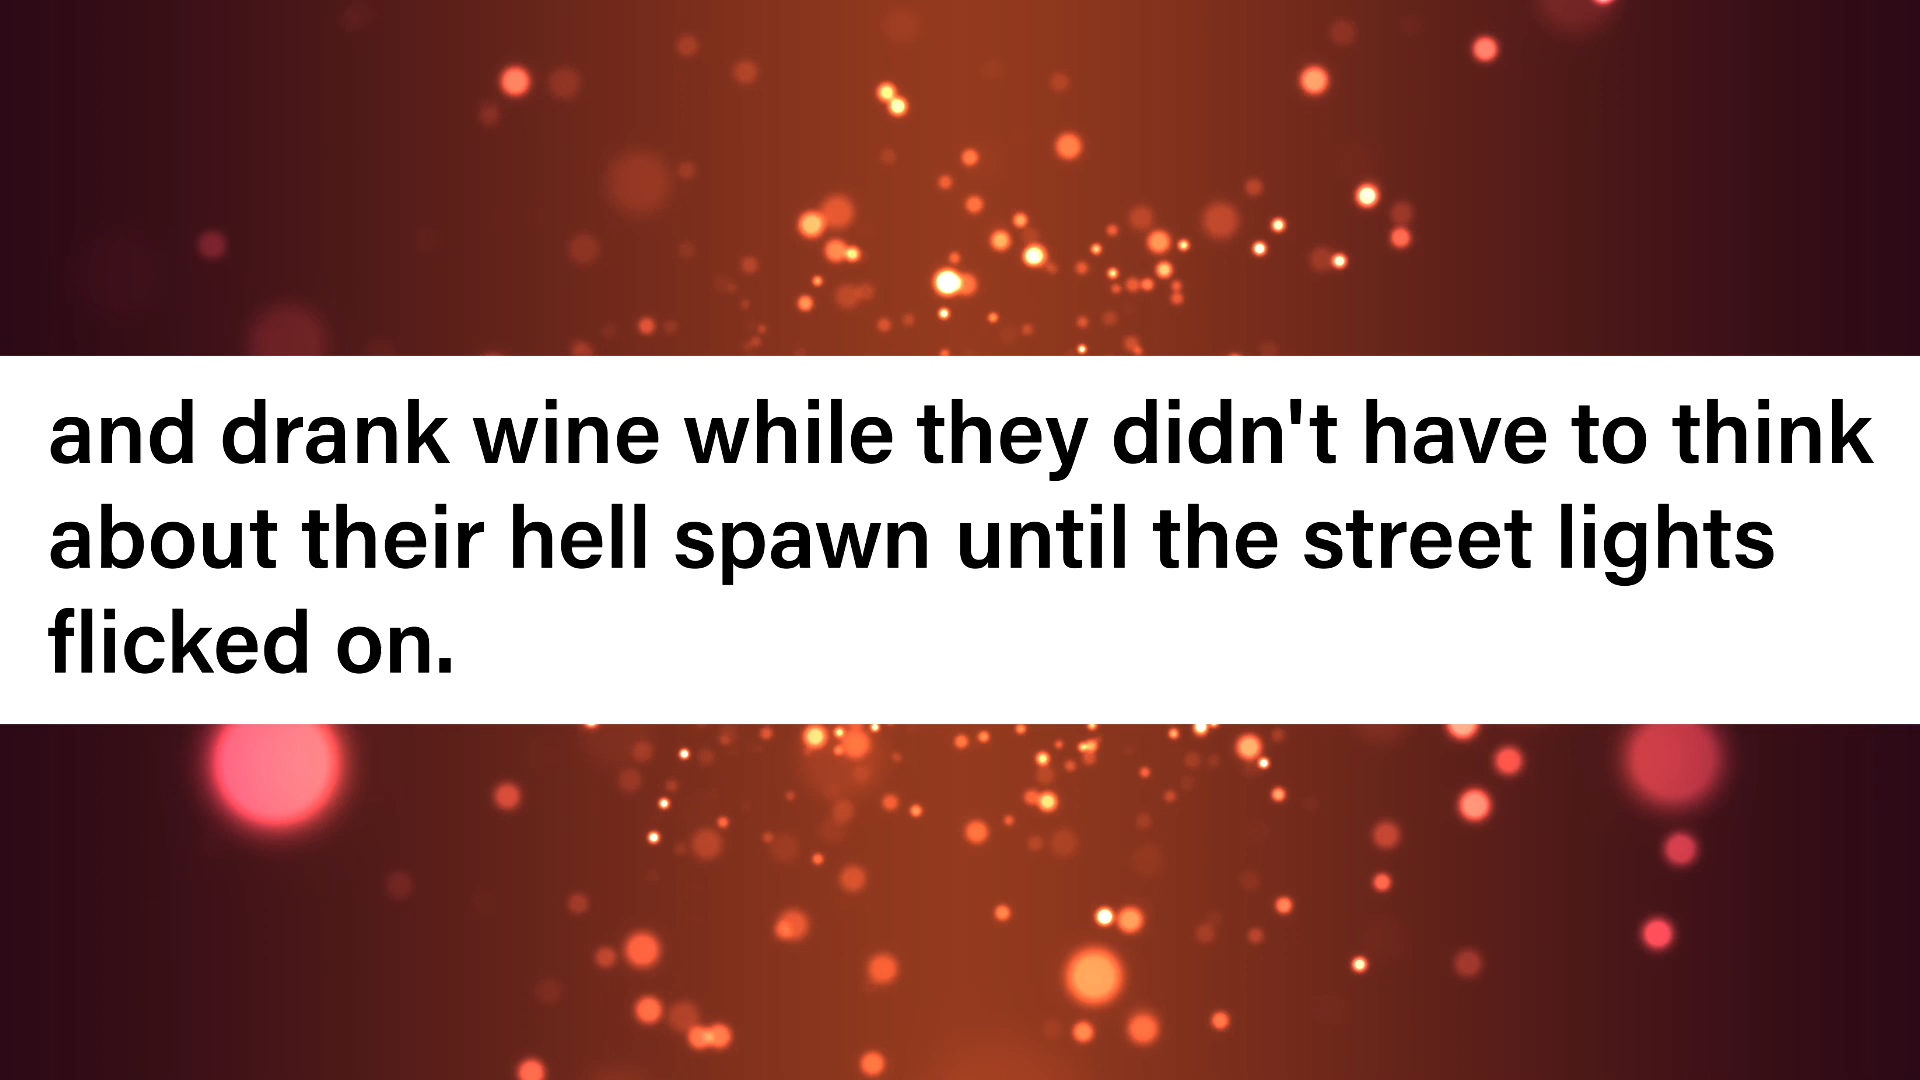 and drank wine while they didn't have to think
about their hell spawn until the street lights
flicked on.